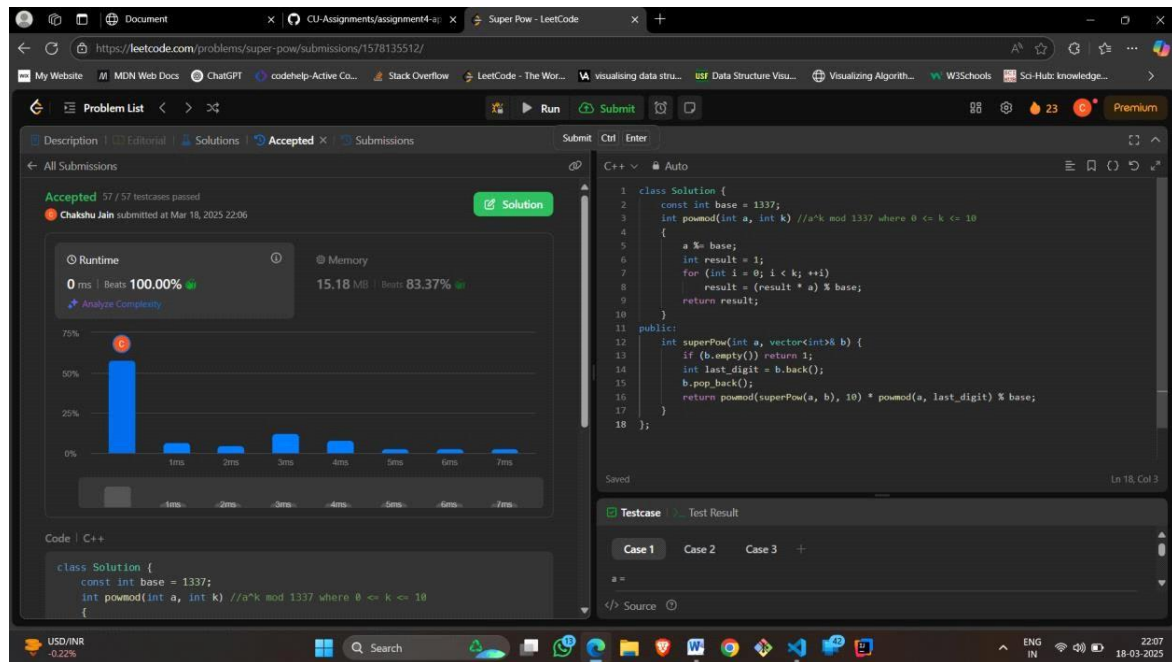 Document
CU-Assignments/assignment4-ap
Super Pow - LeetCode
https://leetcode.com/problems/super-pow/submissions/1578135512/
My Website
MDN Web Docs
ChatGPT
codehelp-Active Co...
Stack Overflow
LeetCode - The Wor...
visualising data stru...
USF Data Structure Visu...
Visualizing Algorith...
W3Schools
Sci-Hub: knowledge...
Problem List
Run
Submit
23
Premium
Description
Editorial
Solutions
Accepted
Submissions
Submit Ctrl Enter
All Submissions
Accepted 57 / 57 testcases passed
Chakshu Jain submitted at Mar 18, 2025 22:06
Solution
Runtime
0 ms | Beats 100.00%
Analyze Complexity
Memory
15.18 MB | Beats 83.37%
75%
50%
25%
0%
1ms 2ms 3ms 4ms 5ms 6ms 7ms
1ms 2ms 3ms 4ms 5ms 6ms 7ms
Code | C++
class Solution {
const int base = 1337;
int powmod(int a, int k) //a^k mod 1337 where 0 <= k <= 10
{
C++ Auto
1 class Solution {
2 const int base = 1337;
3 int powmod(int a, int k) //a^k mod 1337 where 0 <= k <= 10
4 {
5 a %= base;
6 int result = 1;
7 for (int i = 0; i < k; ++i)
8 result = (result * a) % base;
9 return result;
10 }
11 public:
12 int superPow(int a, vector<int>& b) {
13 if (b.empty()) return 1;
14 int last_digit = b.back();
15 b.pop_back();
16 return powmod(superPow(a, b), 10) * powmod(a, last_digit) % base;
17 }
18 };
Saved
Ln 18, Col 3
Testcase
Test Result
Case 1
Case 2
Case 3
a =
Source
USD/INR
-0.22%
Search
42
ENG
IN
22:07
18-03-2025